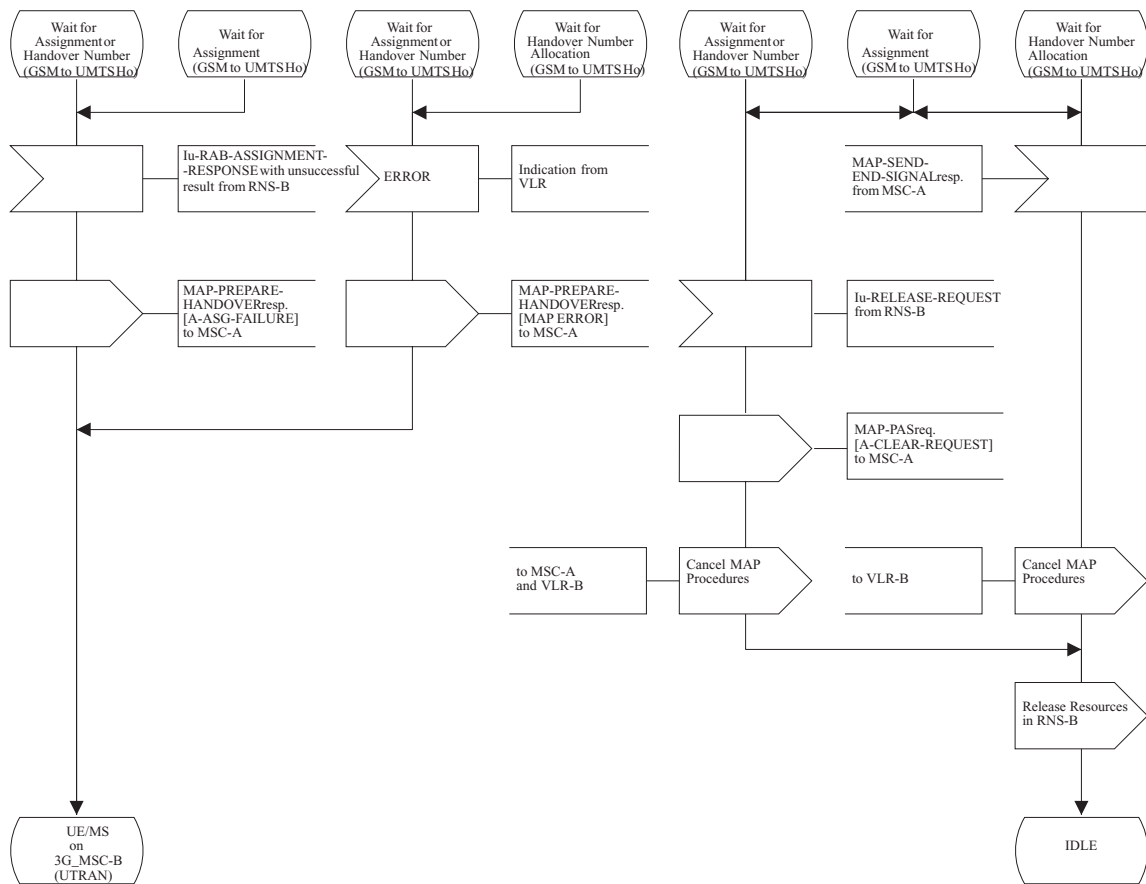 Wait for
Assignment or
Handover Number
(GSM to UMTS Ho)
Wait for
Assignment
(GSM to UMTS Ho)
Wait for
Assignment or
Handover Number
(GSM to UMTS Ho)
Wait for
Handover Number
Allocation
(GSM to UMTS Ho)
Wait for
Assignment or
Handover Number
(GSM to UMTS Ho)
Wait for
Assignment
(GSM to UMTS Ho)
Wait for
Handover Number
Allocation
(GSM to UMTS Ho)
Iu-RAB-ASSIGNMENT-
-RESPONSE with unsuccessful
result from RNS-B
ERROR
Indication from
VLR
MAP-SEND-
END-SIGNAL resp.
from MSC-A
MAP-PREPARE-
HANDOVER resp.
[A-ASG-FAILURE]
to MSC-A
MAP-PREPARE-
HANDOVER resp.
[MAP ERROR]
to MSC-A
Iu-RELEASE-REQUEST
from RNS-B
MAP-PAS req.
[A-CLEAR-REQUEST]
to MSC-A
to MSC-A
and VLR-B
Cancel MAP
Procedures
to VLR-B
Cancel MAP
Procedures
Release Resources
in RNS-B
UE/MS
on
3G_MSC-B
(UTRAN)
IDLE